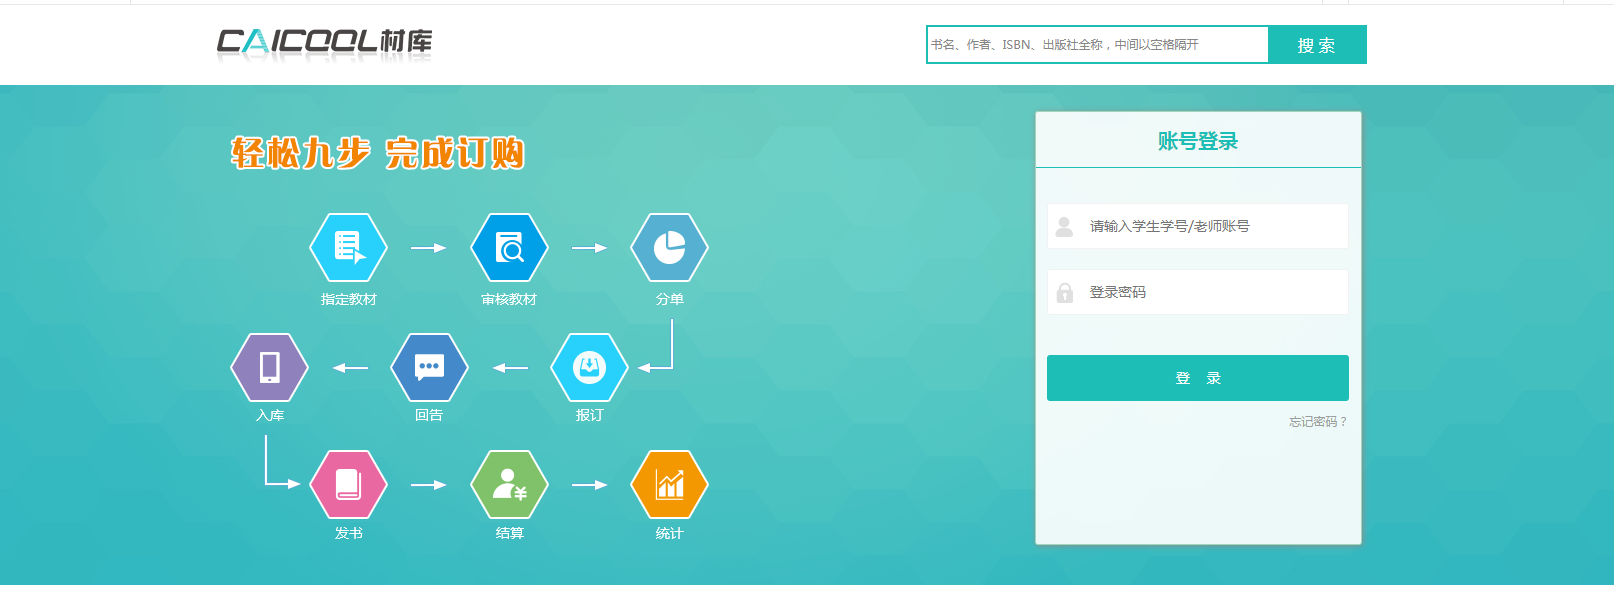 CAICOOL材库
书名、作者、ISBN、出版社全称，中间以空格隔开
搜 索
轻松九步 完成订购
指定教材
审核教材
分单
入库
回告
报订
发书
结算
统计
账号登录
请输入学生学号/老师账号
登录密码
登 录
忘记密码？